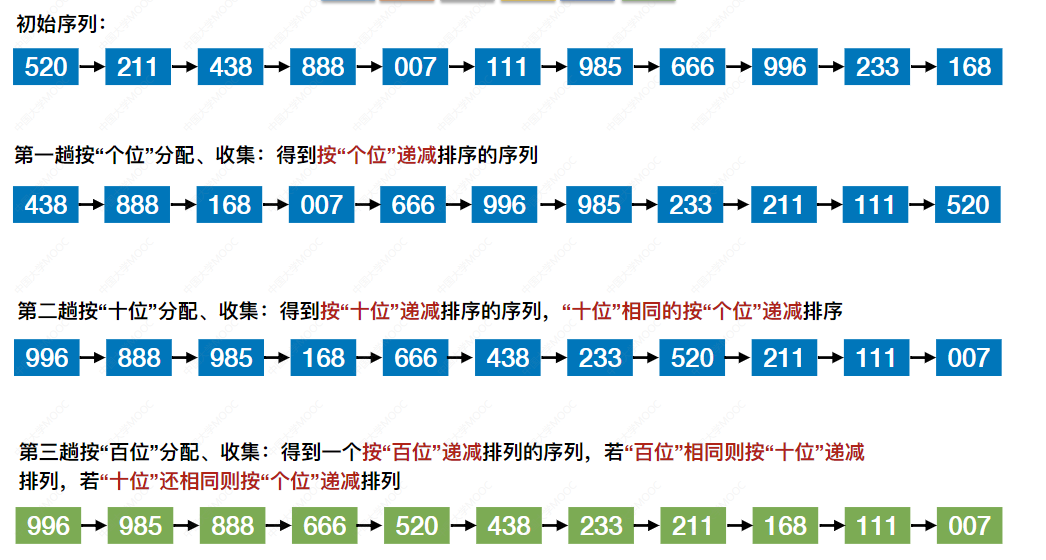 初始序列：
520 211 438 888 007 111 985 666 996 233 168
第一趟按“个位”分配、收集：得到按“个位”递减排序的序列
438 888 168 007 666 996 985 233 211 111 520
第二趟按“十位”分配、收集：得到按“十位”递减排序的序列，“十位”相同的按“个位”递减排序
996 888 985 168 666 438 233 520 211 111 007
第三趟按“百位”分配、收集：得到一个按“百位”递减排列的序列，若“百位”相同则按“十位”递减
排列，若“十位”还相同则按“个位”递减排列
996 985 888 666 520 438 233 211 168 111 007